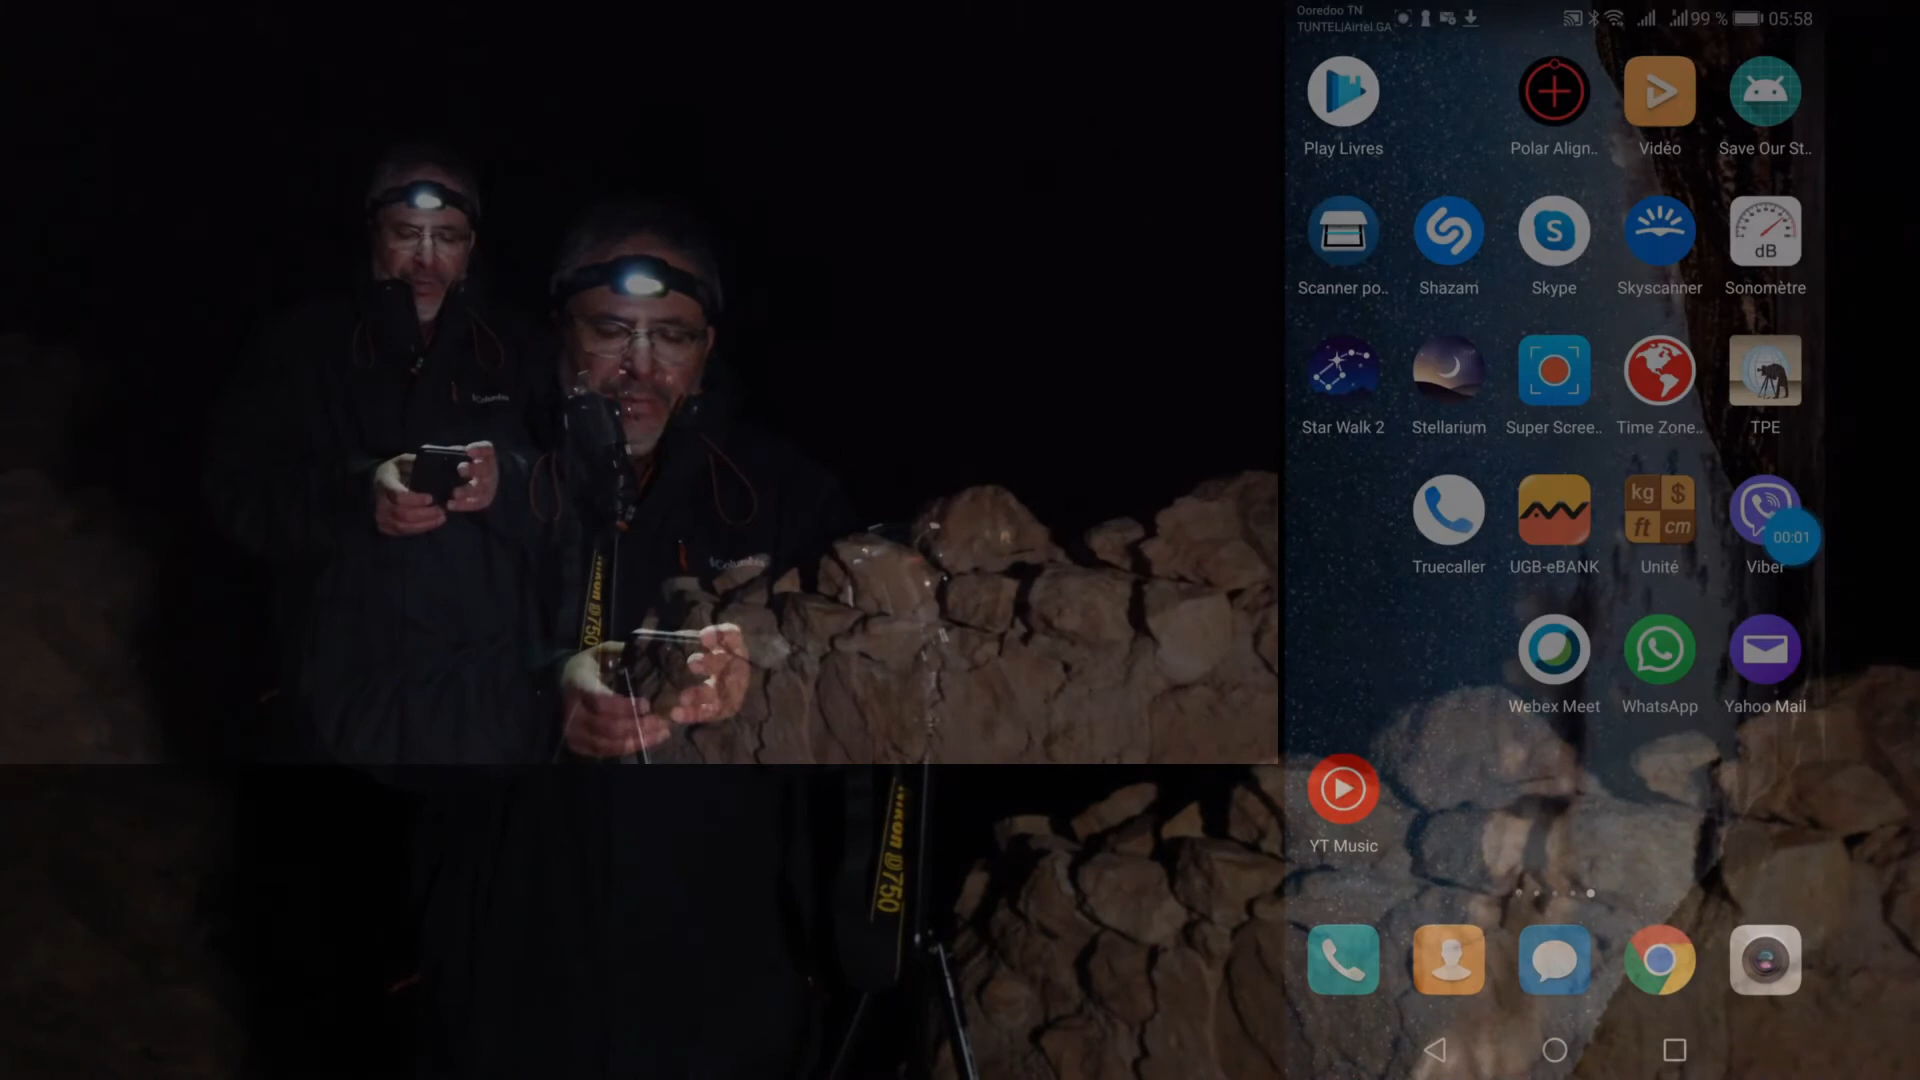 Ooredoo TN
TUNTEL|Airtel GA
99 %
05:58
Play Livres
Polar Align..
Vidéo
Save Our St..
dB
Scanner po..
Shazam
Skype
Skyscanner
Sonomètre
Star Walk 2
Stellarium
Super Scree..
Time Zone..
TPE
kg $
ft cm
00:01
Truecaller
UGB-eBANK
Unité
Viber
Webex Meet
WhatsApp
Yahoo Mail
YT Music
Columbia
Columbia
Nikon D750
Nikon D750